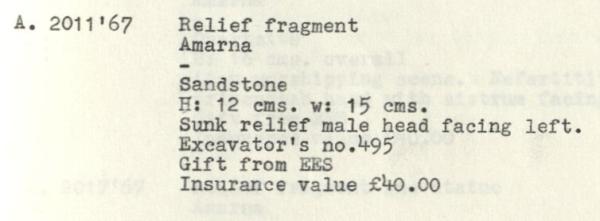 A. 2011'67 Relief fragment
Amarna
-
Sandstone
H: 12 cms. w: 15 cms.
Sunk relief male head facing left.
Excavator's no.495
Gift from EES
Insurance value £40.00